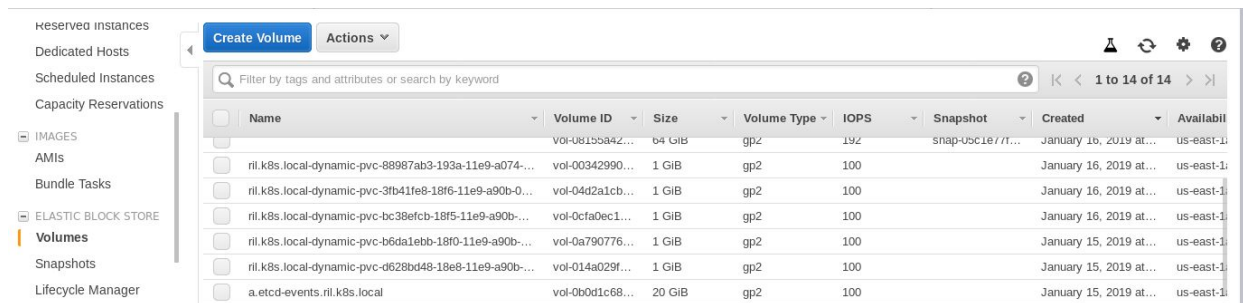 Reserved Instances
Dedicated Hosts
Scheduled Instances
Capacity Reservations
IMAGES
AMIs
Bundle Tasks
ELASTIC BLOCK STORE
Volumes
Snapshots
Lifecycle Manager
Create Volume Actions
Filter by tags and attributes or search by keyword 1 to 14 of 14
Name Volume ID Size Volume Type IOPS Snapshot Created Availabil
vol-08155a42... 64 GiB gp2 192 snap-05c1e77f... January 16, 2019 at... us-east-1a
ril.k8s.local-dynamic-pvc-88987ab3-193a-11e9-a074-... vol-00342990... 1 GiB gp2 100 January 16, 2019 at... us-east-1a
ril.k8s.local-dynamic-pvc-3fb41fe8-18f6-11e9-a90b-0... vol-04d2a1cb... 1 GiB gp2 100 January 16, 2019 at... us-east-1a
ril.k8s.local-dynamic-pvc-bc38efcb-18f5-11e9-a90b-... vol-0cfa0ec1... 1 GiB gp2 100 January 16, 2019 at... us-east-1a
ril.k8s.local-dynamic-pvc-b6da1ebb-18f0-11e9-a90b-... vol-0a790776... 1 GiB gp2 100 January 15, 2019 at... us-east-1a
ril.k8s.local-dynamic-pvc-d628bd48-18e8-11e9-a90b-... vol-014a029f... 1 GiB gp2 100 January 15, 2019 at... us-east-1a
a.etcd-events.ril.k8s.local vol-0b0d1c68... 20 GiB gp2 100 January 15, 2019 at... us-east-1a